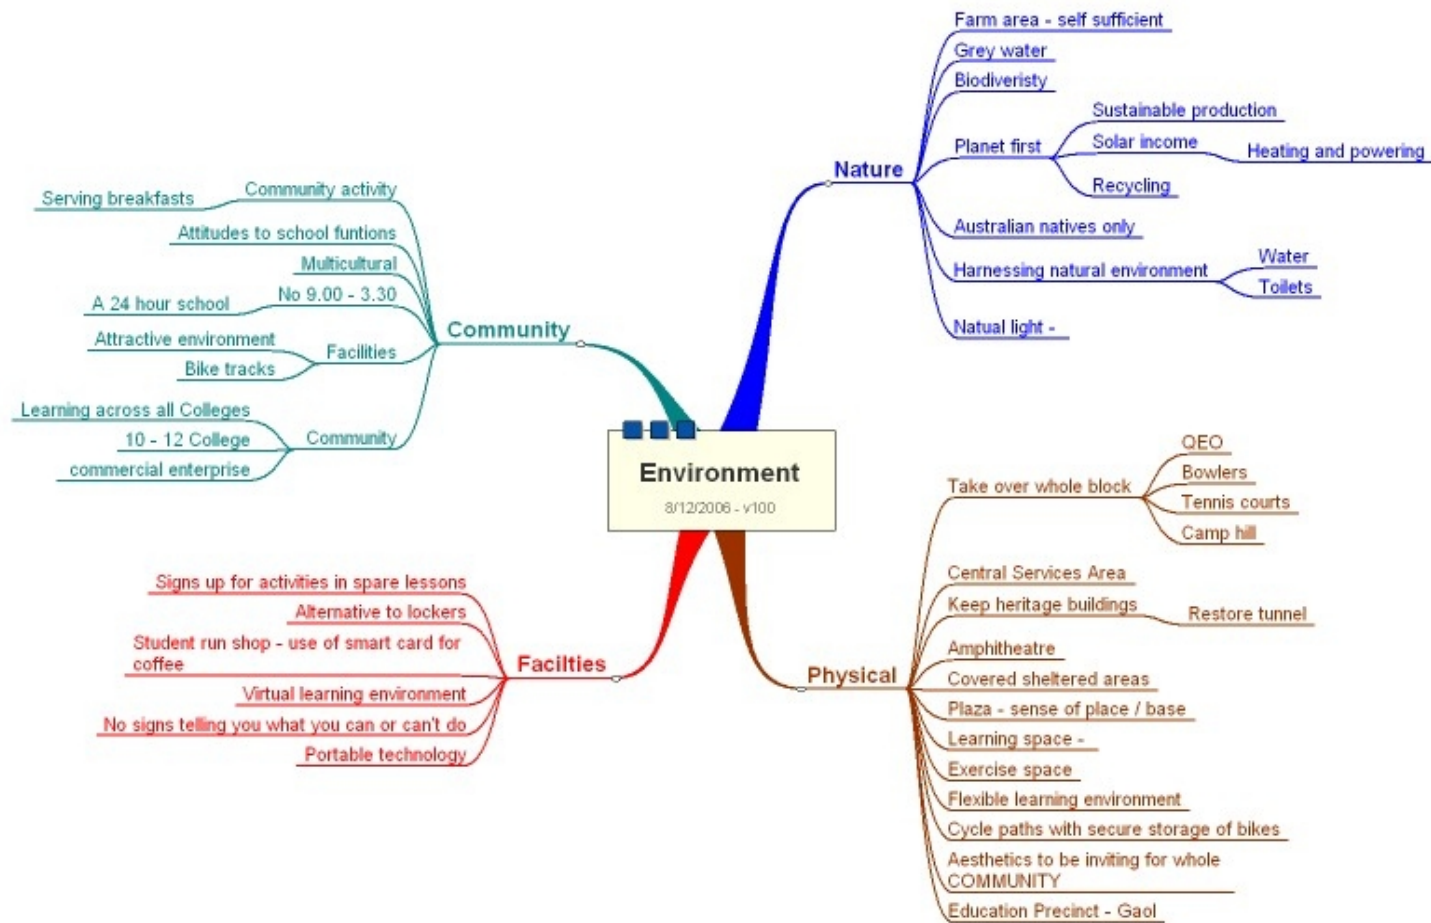 Farm area - self sufficient
Grey water
Biodiveristy
Sustainable production
Planet first
Solar income
Heating and powering
Recycling
Nature
Australian natives only
Harnessing natural environment
Water
Toilets
Natual light -
Community activity
Serving breakfasts
Attitudes to school funtions
Multicultural
No 9.00 - 3.30
A 24 hour school
Community
Attractive environment
Facilities
Bike tracks
Learning across all Colleges
10 - 12 College
Community
commercial enterprise
Environment
8/12/2006 - v100
QEO
Take over whole block
Bowlers
Tennis courts
Camp hill
Central Services Area
Keep heritage buildings
Restore tunnel
Amphitheatre
Physical
Covered sheltered areas
Plaza - sense of place / base
Learning space -
Exercise space
Flexible learning environment
Cycle paths with secure storage of bikes
Aesthetics to be inviting for whole
COMMUNITY
Education Precinct - Gaol
Signs up for activities in spare lessons
Alternative to lockers
Student run shop - use of smart card for
coffee
Facilties
Virtual learning environment
No signs telling you what you can or can't do
Portable technology